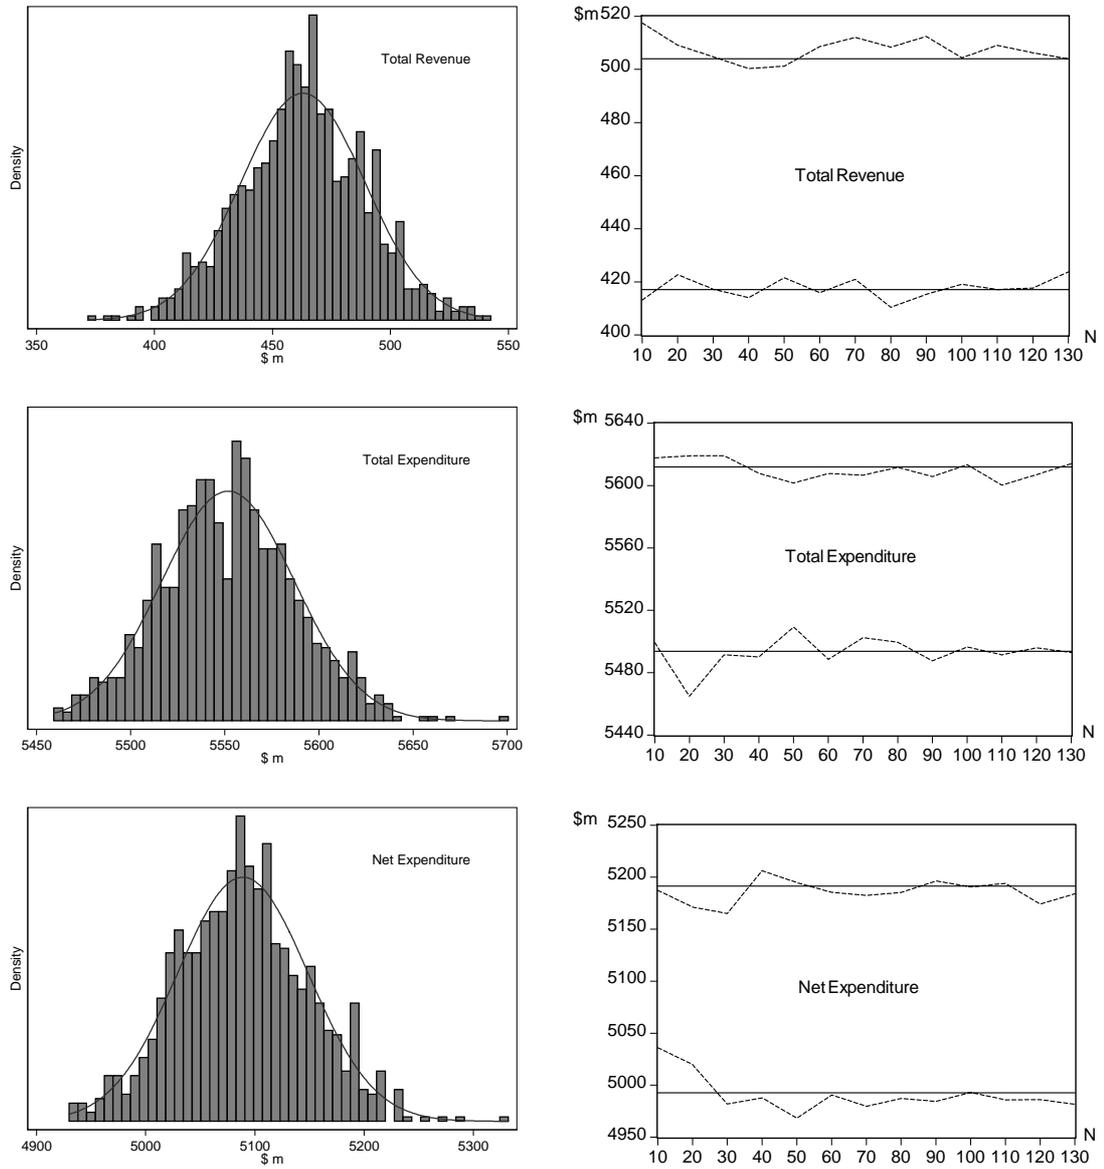 Total Revenue
Density
350 400 450 500 550
$ m
$m 520
500
480
460
Total Revenue
440
420
400
10 20 30 40 50 60 70 80 90 100 110 120 130 N
Total Expenditure
Density
5450 5500 5550 5600 5650 5700
$ m
$m 5640
5600
5560
Total Expenditure
5520
5480
5440
10 20 30 40 50 60 70 80 90 100 110 120 130 N
Net Expenditure
Density
4900 5000 5100 5200 5300
$ m
$m 5250
5200
5150
5100
Net Expenditure
5050
5000
4950
10 20 30 40 50 60 70 80 90 100 110 120 130 N